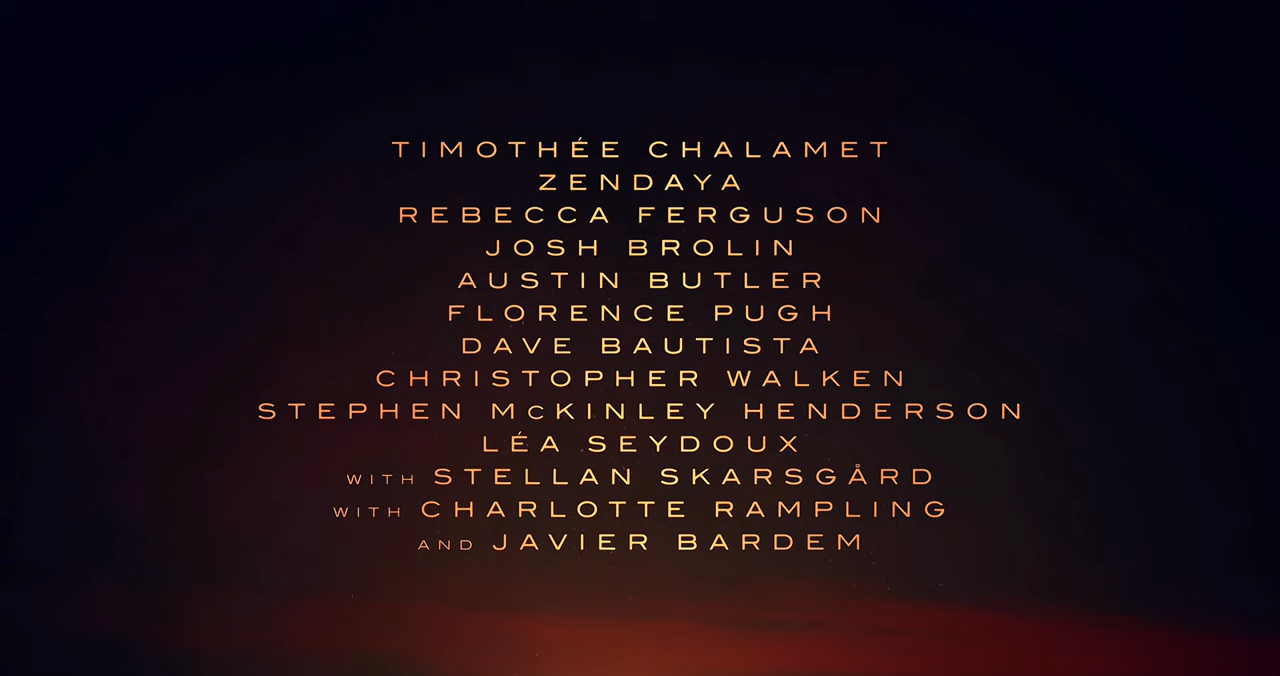 TIMOTHÉE CHALAMET
ZENDAYA
REBECCA FERGUSON
JOSH BROLIN
AUSTIN BUTLER
FLORENCE PUGH
DAVE BAUTISTA
CHRISTOPHER WALKEN
STEPHEN McKINLEY HENDERSON
LÉA SEYDOUX
WITH STELLAN SKARSGÅRD
WITH CHARLOTTE RAMPLING
AND JAVIER BARDEM